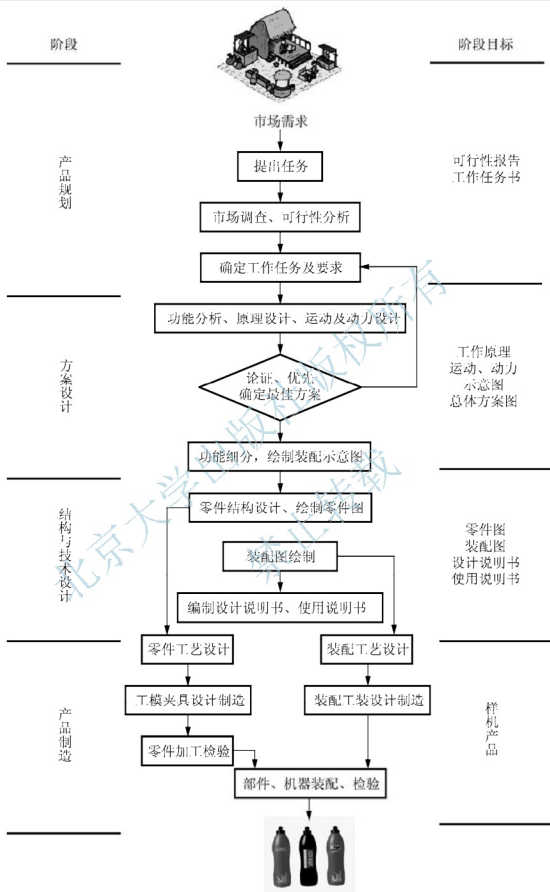 阶段
阶段目标
市场需求
产品规划
提出任务
可行性报告
工作任务书
市场调查、可行性分析
确定工作任务及要求
方案设计
功能分析、原理设计、运动及动力设计
工作原理
运动、动力
示意图
总体方案图
论证、优先
确定最佳方案
功能细分，绘制装配示意图
结构与技术设计
零件结构设计、绘制零件图
零件图
装配图
设计说明书
使用说明书
装配图绘制
编制设计说明书、使用说明书
产品制造
零件工艺设计
装配工艺设计
工模夹具设计制造
装配工装设计制造
样机产品
零件加工检验
部件、机器装配、检验
北京大学出版社版权所有
禁止转载